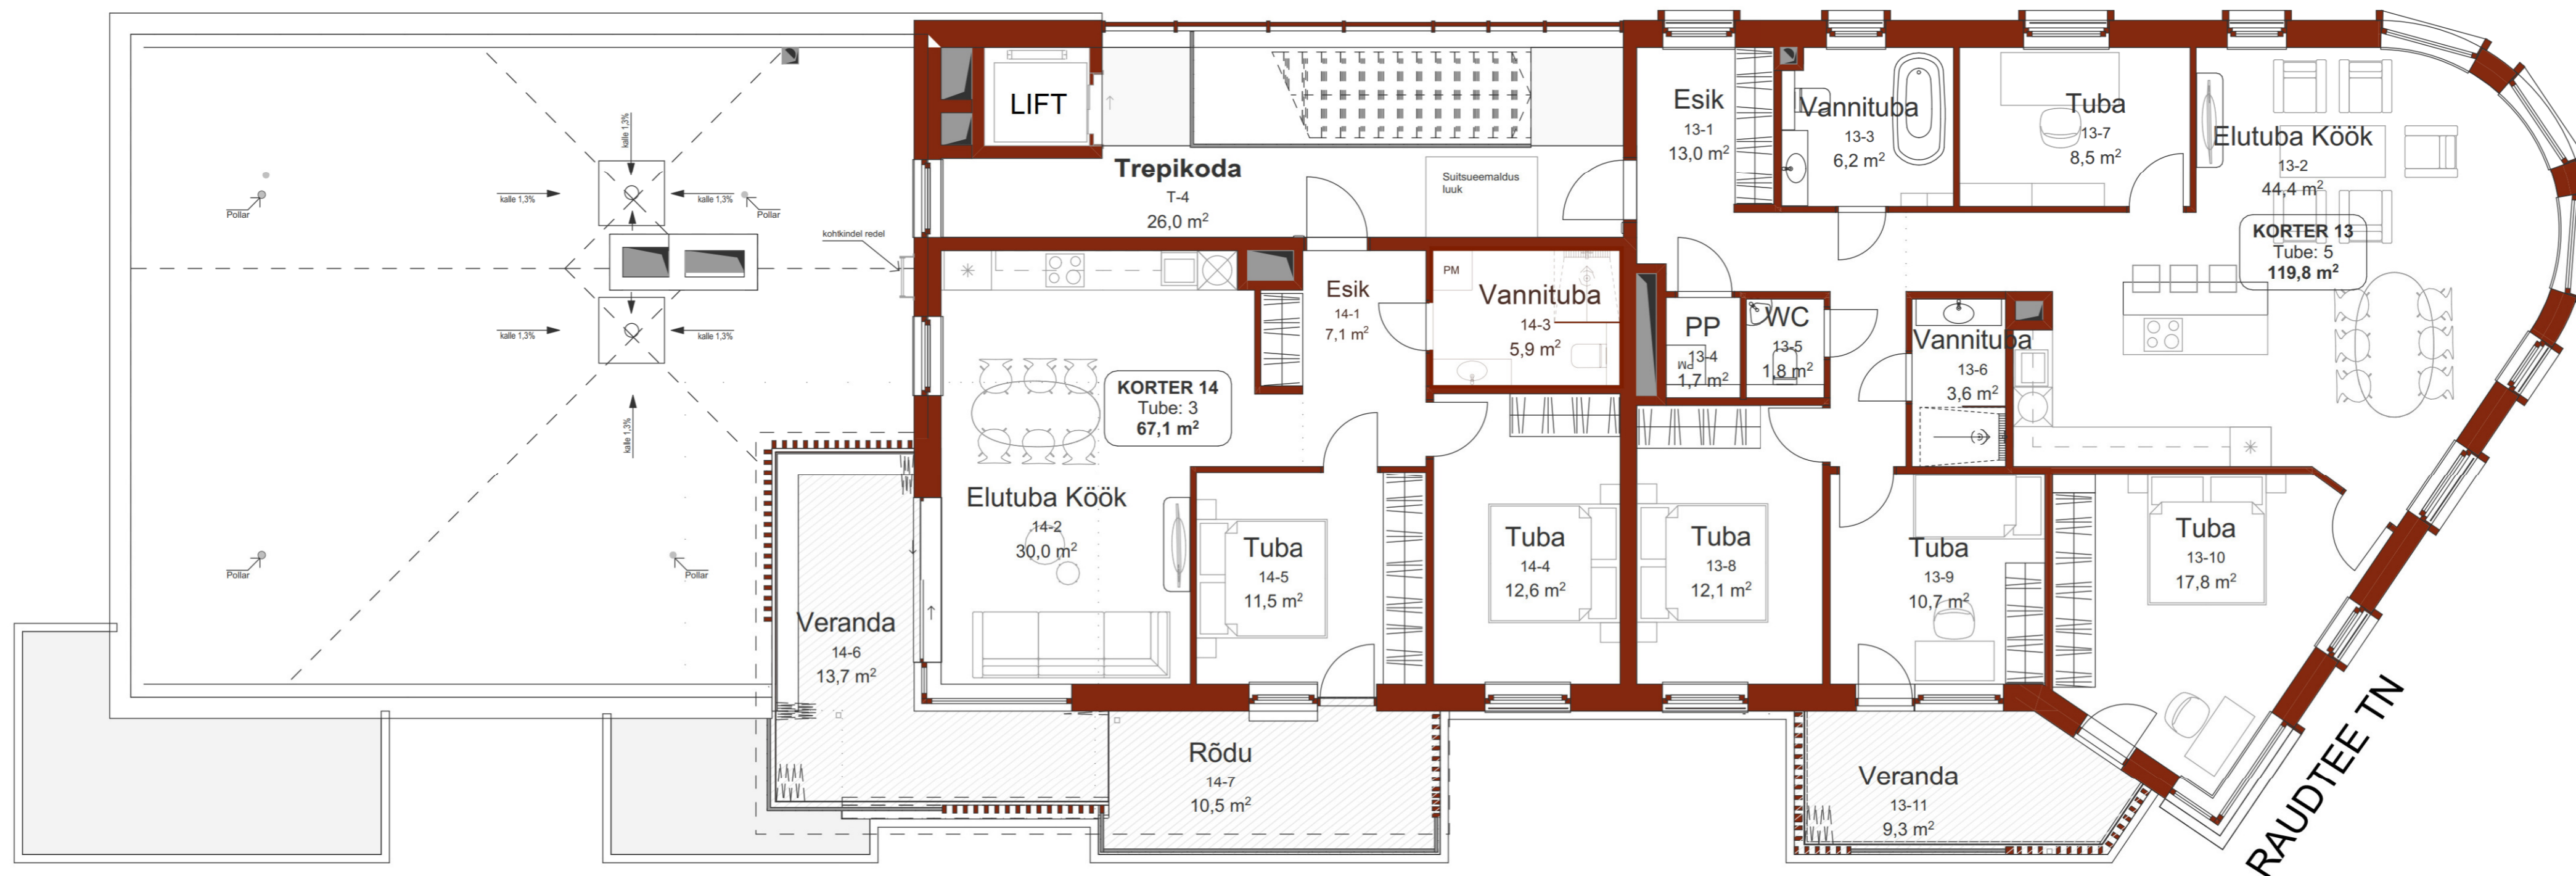 LIFT
Trepikoda
T-4
26,0 m²
Suitsueemaldus
luuk
Esik
13-1
13,0 m²
Vannituba
13-3
6,2 m²
Tuba
13-7
8,5 m²
Elutuba Köök
13-2
44,4 m²
KORTER 13
Tube: 5
119,8 m²
kalle 1,3%
kalle 1,3%
kalle 1,3%
Pollar
Pollar
kohtkindel redel
kalle 1,3%
kalle 1,3%
kalle 1,3%
Pollar
Pollar
Esik
14-1
7,1 m²
PM
Vannituba
14-3
5,9 m²
PP
13-4
PM
1,7 m²
WC
13-5
1,8 m²
Vannituba
13-6
3,6 m²
KORTER 14
Tube: 3
67,1 m²
Elutuba Köök
14-2
30,0 m²
Tuba
14-5
11,5 m²
Tuba
14-4
12,6 m²
Tuba
13-8
12,1 m²
Tuba
13-9
10,7 m²
Tuba
13-10
17,8 m²
Veranda
14-6
13,7 m²
Rõdu
14-7
10,5 m²
Veranda
13-11
9,3 m²
RAUDTEE TN